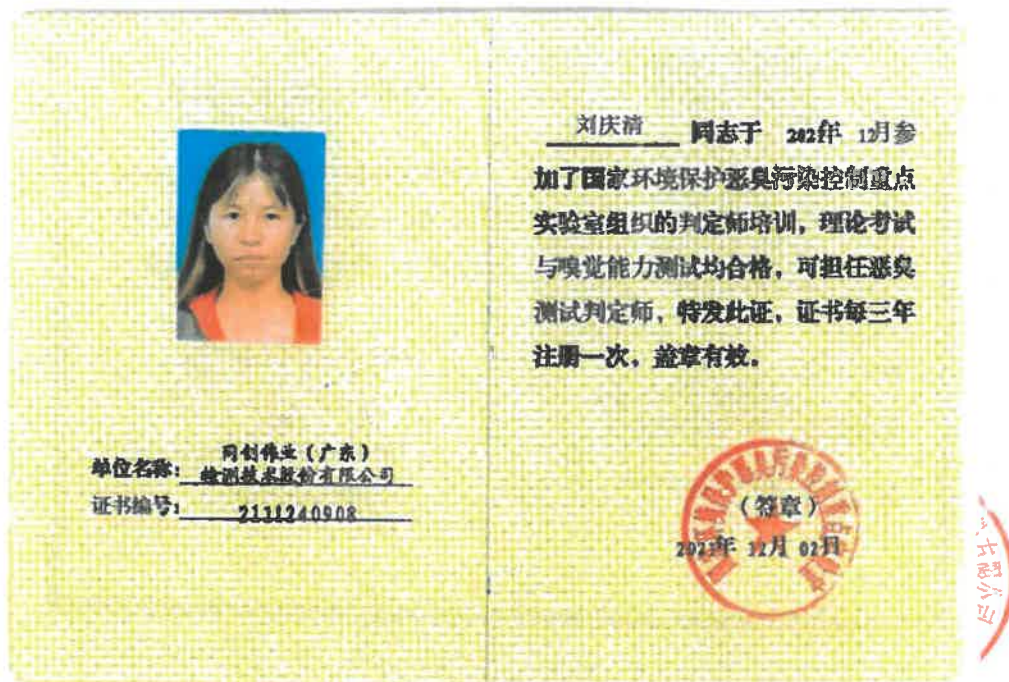 单位名称：同创伟业（广东）
检测技术股份有限公司
证书编号：2131240908
刘庆清 同志于 2021年 12月参
加了国家环境保护恶臭污染控制重点
实验室组织的判定师培训，理论考试
与嗅觉能力测试均合格，可担任恶臭
测试判定师，特发此证，证书每三年
注册一次，盖章有效。
（签章）
2021年 12月 02日